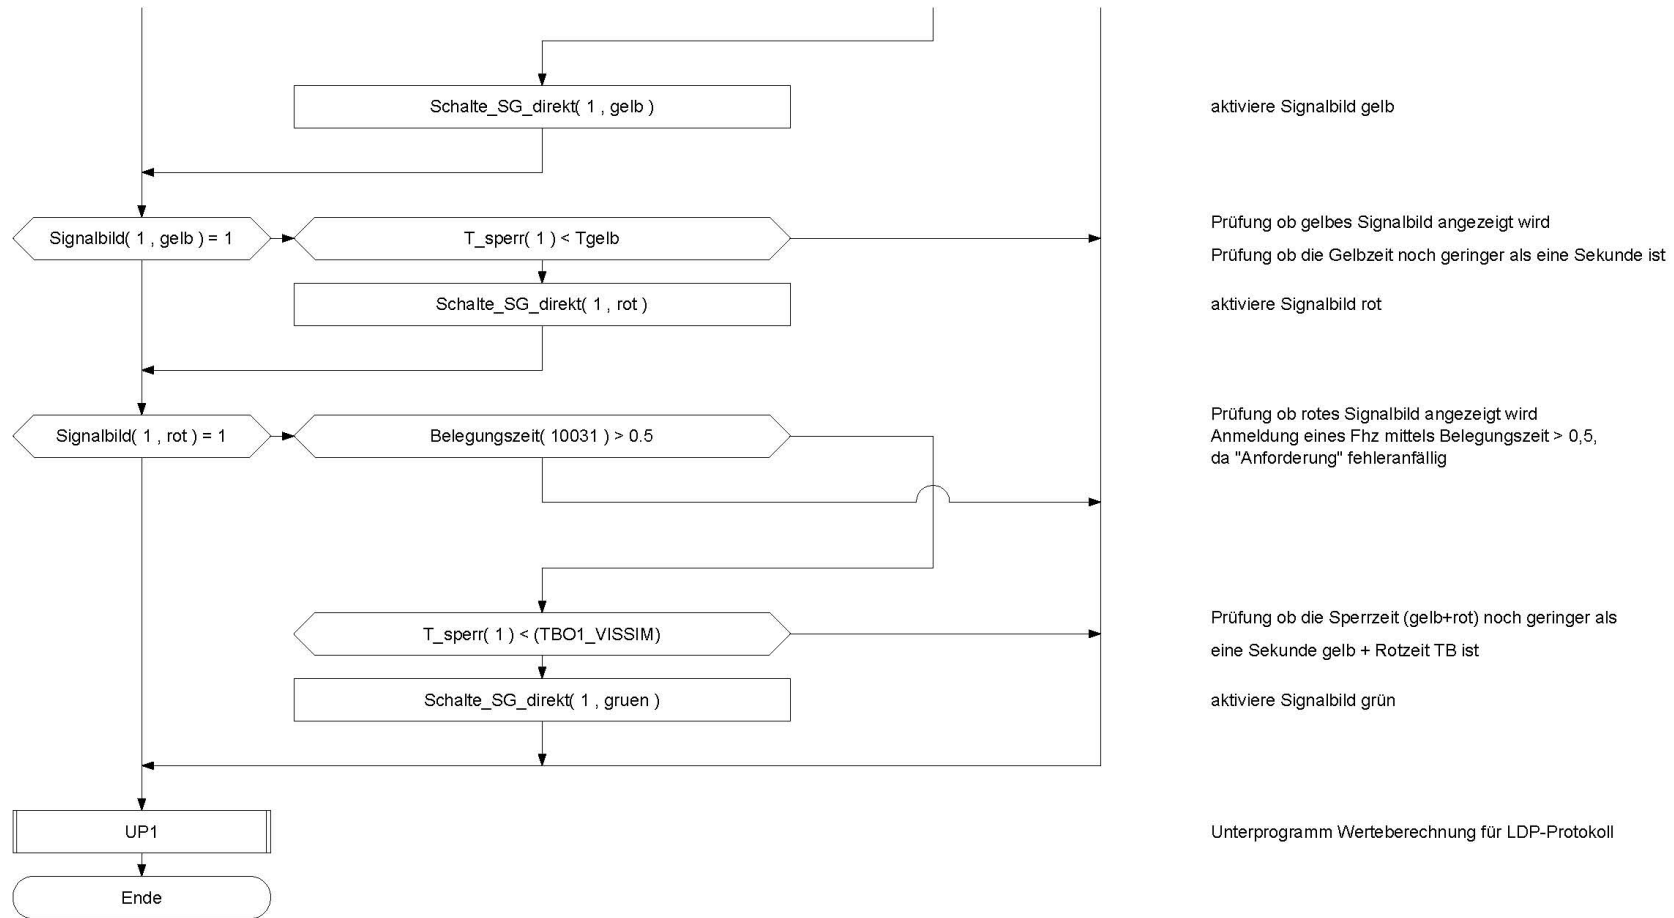 Schalte_SG_direkt( 1 , gelb )
aktiviere Signalbild gelb
Signalbild( 1 , gelb ) = 1
T_sperr( 1 ) < Tgelb
Prüfung ob gelbes Signalbild angezeigt wird
Prüfung ob die Gelbzeit noch geringer als eine Sekunde ist
Schalte_SG_direkt( 1 , rot )
aktiviere Signalbild rot
Signalbild( 1 , rot ) = 1
Belegungszeit( 10031 ) > 0.5
Prüfung ob rotes Signalbild angezeigt wird
Anmeldung eines Fhz mittels Belegungszeit > 0,5,
da "Anforderung" fehleranfällig
T_sperr( 1 ) < (TBO1_VISSIM)
Prüfung ob die Sperrzeit (gelb+rot) noch geringer als
eine Sekunde gelb + Rotzeit TB ist
Schalte_SG_direkt( 1 , gruen )
aktiviere Signalbild grün
UP1
Unterprogramm Werteberechnung für LDP-Protokoll
Ende